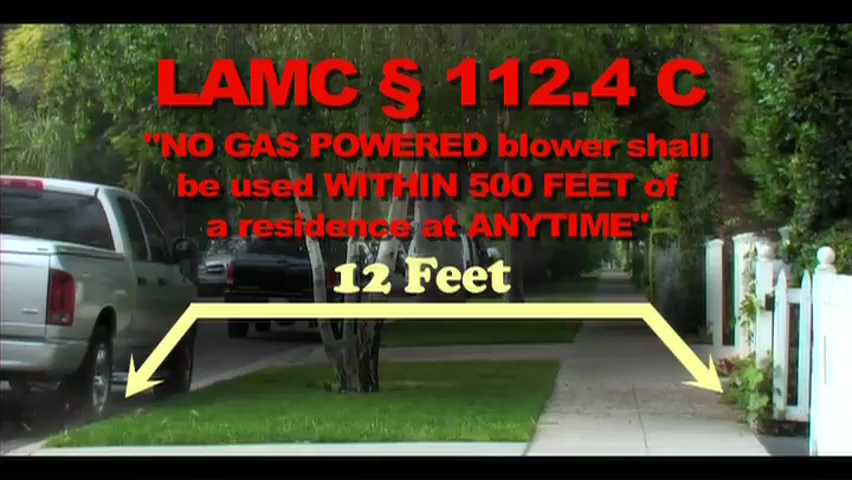 LAMC § 112.4 C
"NO GAS POWERED blower shall
be used WITHIN 500 FEET of
a residence at ANYTIME"
12 Feet